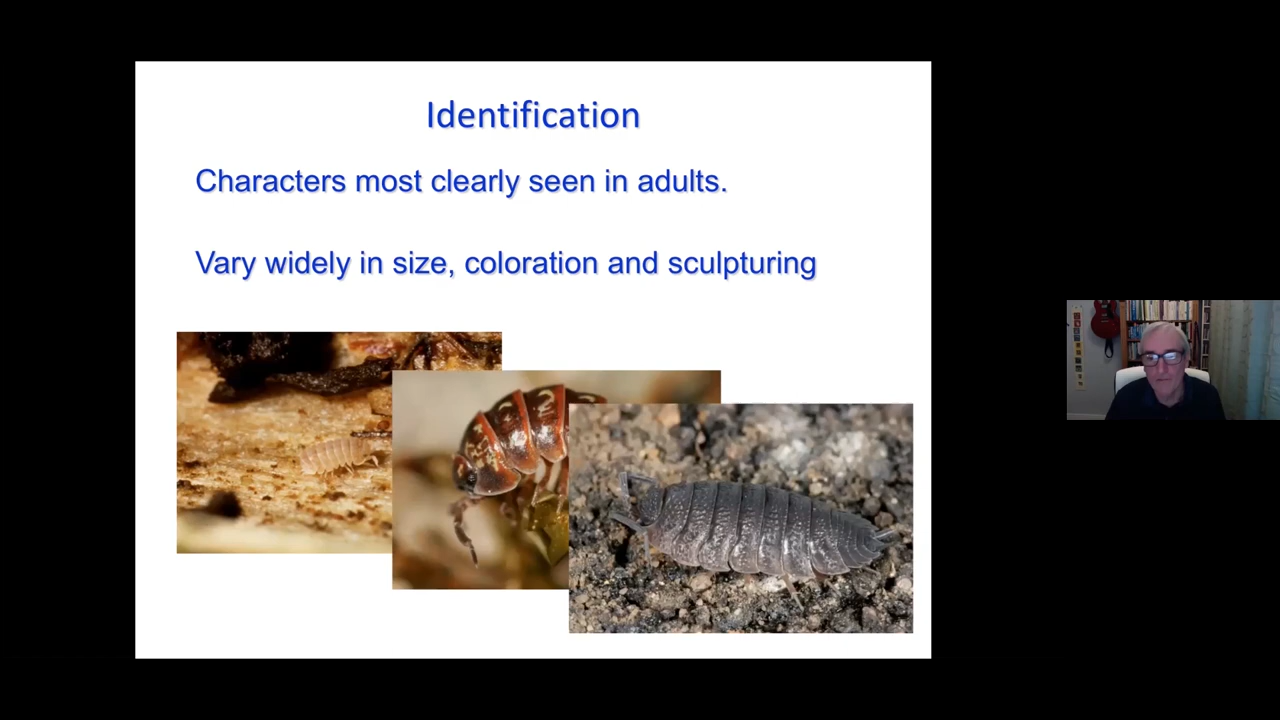 Identification
Characters most clearly seen in adults.
Vary widely in size, coloration and sculpturing